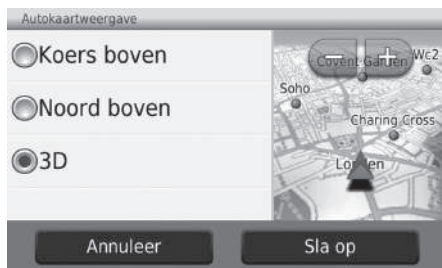 Autokaartweergave
Koers boven
Noord boven
3D
Covent Garden
Wc2
Soho
Charing Cross
Annuleer
Sla op